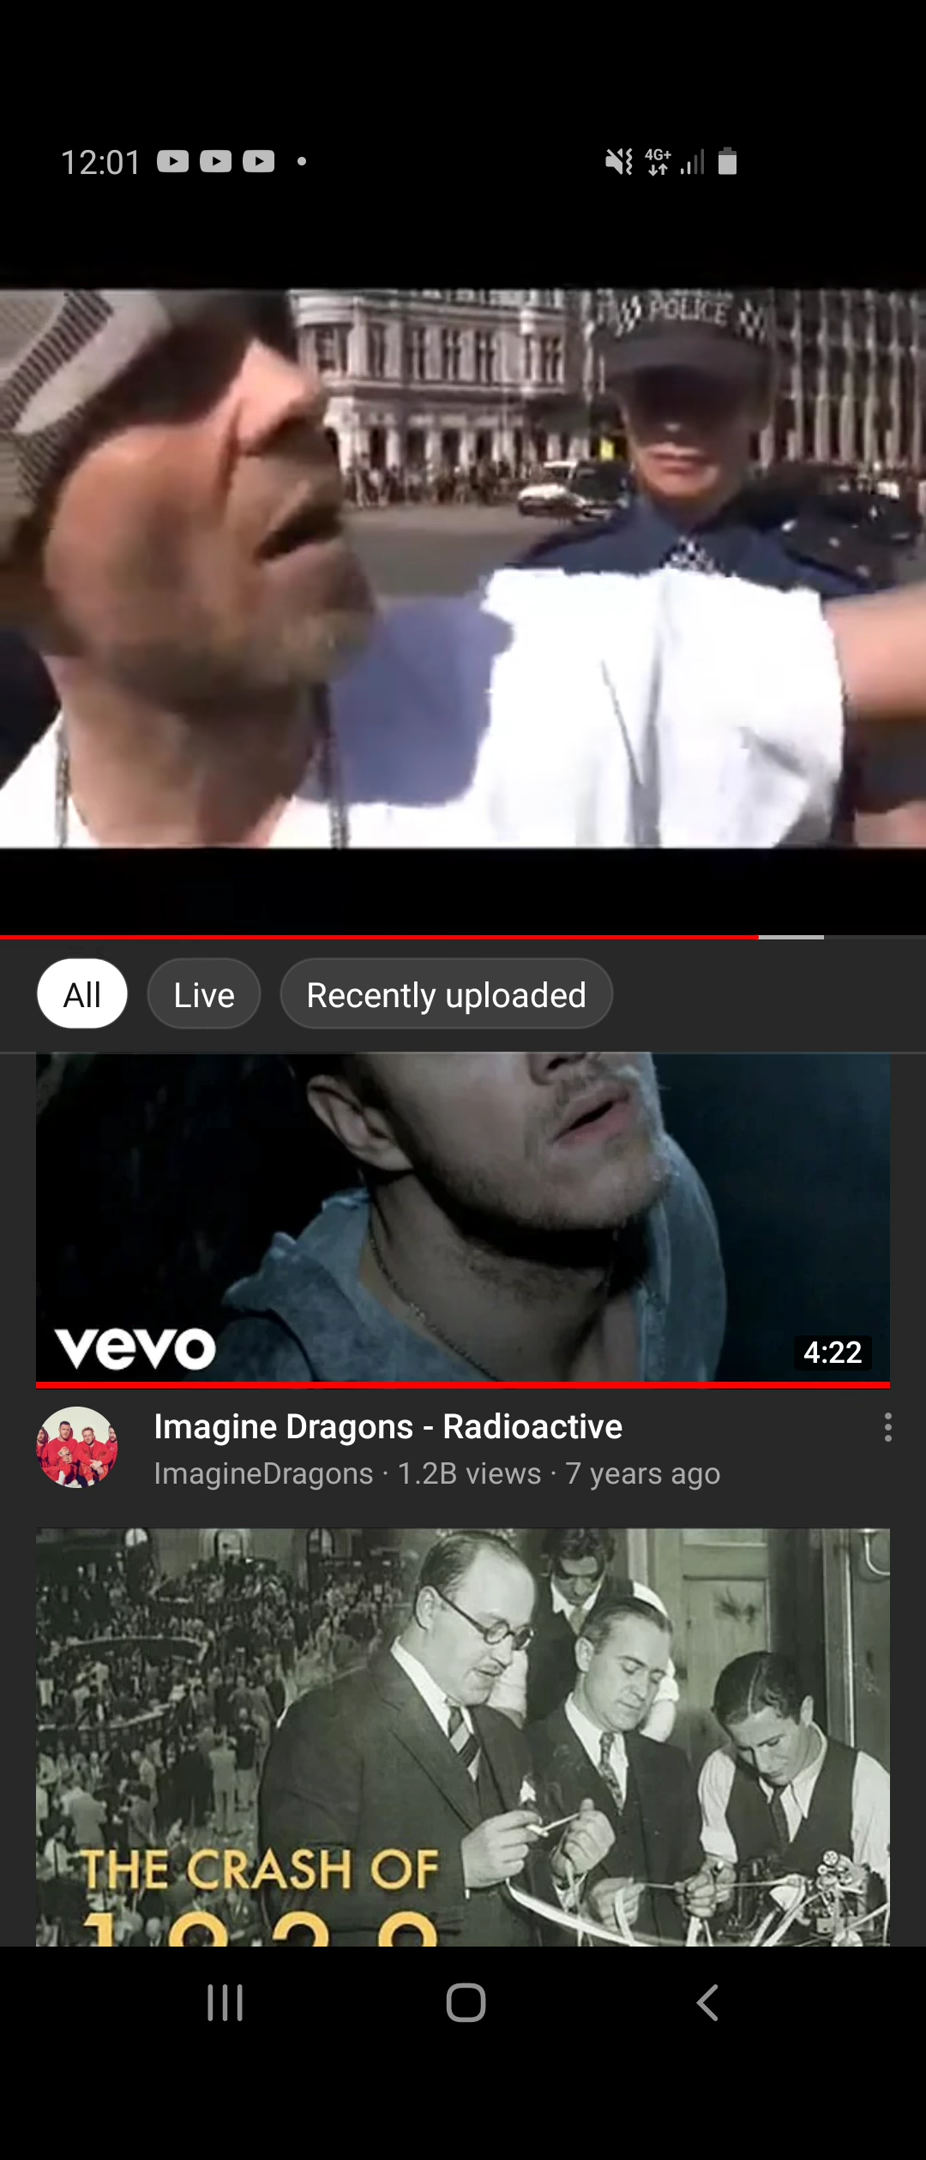 12:01
4G+
POLICE
All
Live
Recently uploaded
vevo
4:22
Imagine Dragons - Radioactive
ImagineDragons · 1.2B views · 7 years ago
THE CRASH OF
1929